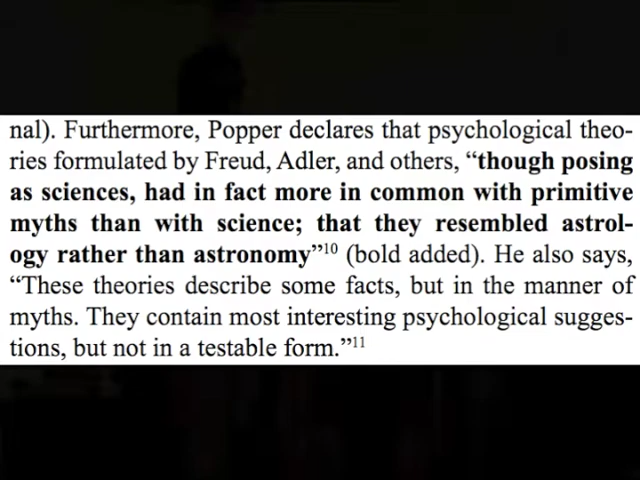 nal). Furthermore, Popper declares that psychological theo-
ries formulated by Freud, Adler, and others, “though posing
as sciences, had in fact more in common with primitive
myths than with science; that they resembled astrol-
ogy rather than astronomy”¹⁰ (bold added). He also says,
“These theories describe some facts, but in the manner of
myths. They contain most interesting psychological sugges-
tions, but not in a testable form.”¹¹